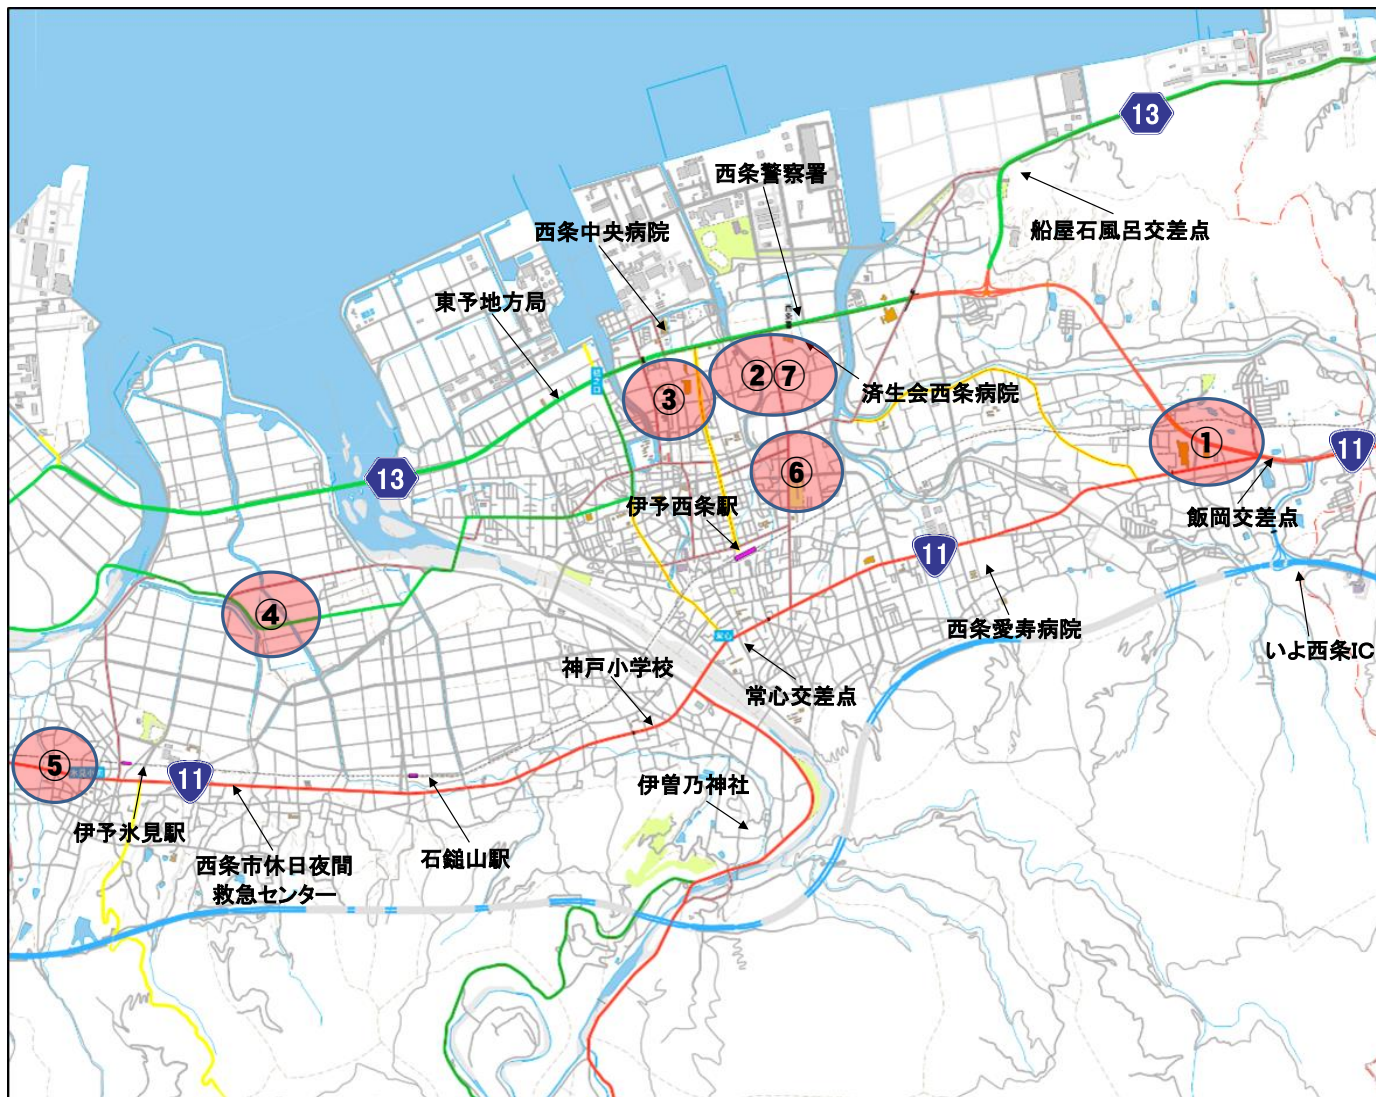 13
西条警察署
西条中央病院
船屋石風呂交差点
東予地方局
②⑦
③
済生会西条病院
①
11
⑥
13
伊予西条駅
飯岡交差点
11
④
西条愛寿病院
いよ西条IC
神戸小学校
常心交差点
⑤
11
伊曽乃神社
伊予氷見駅
西条市休日夜間
救急センター
石鎚山駅